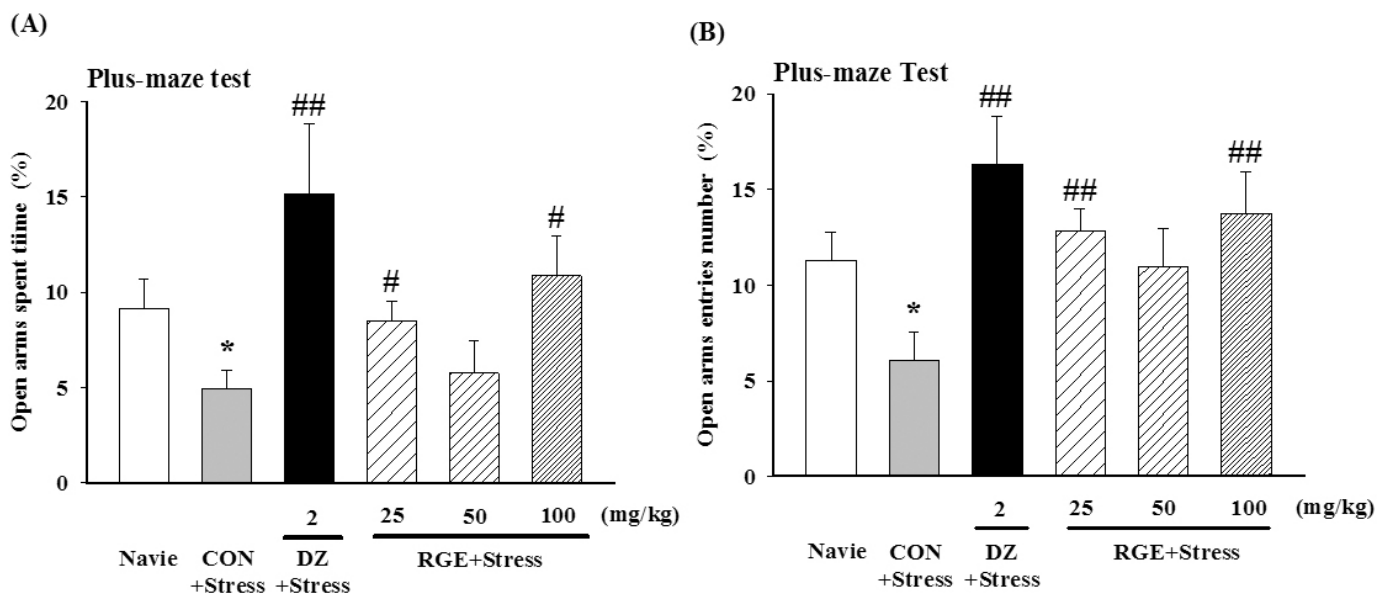 (A)
Plus-maze test
Open arms spent tiime (%)
20
15
10
5
0
*
##
#
#
2
25
50
100
(mg/kg)
Navie
CON
+Stress
DZ
+Stress
RGE+Stress
(B)
Plus-maze Test
Open arms entries number (%)
20
15
10
5
0
*
##
##
##
2
25
50
100
(mg/kg)
Navie
CON
+Stress
DZ
+Stress
RGE+Stress